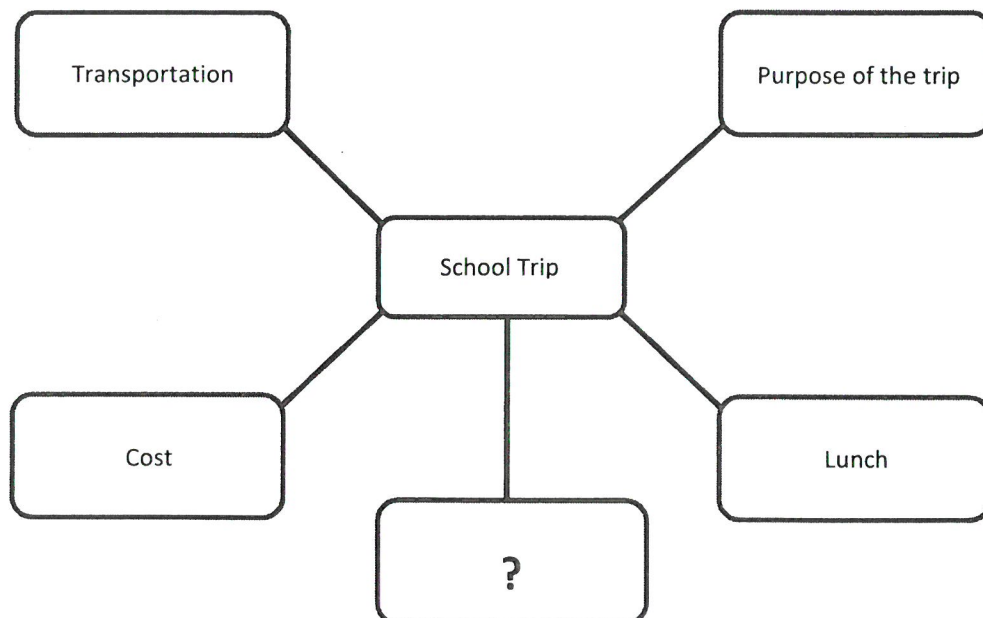 Transportation
Purpose of the trip
School Trip
Cost
Lunch
?